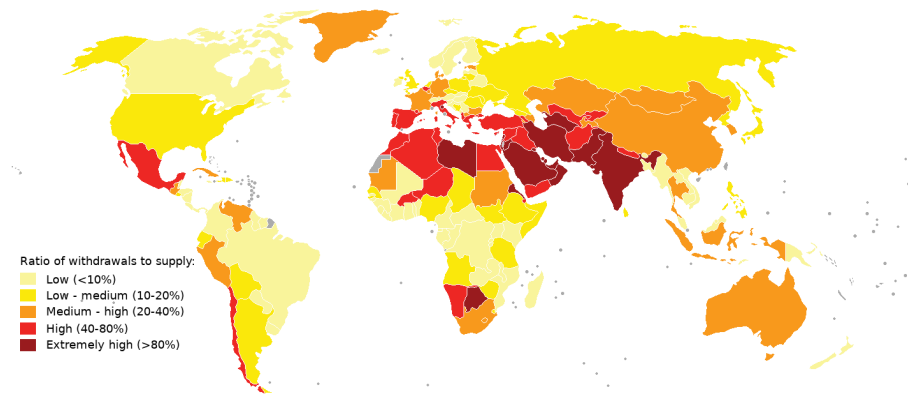 Ratio of withdrawals to supply:
Low (<10%)
Low - medium (10-20%)
Medium - high (20-40%)
High (40-80%)
Extremely high (>80%)